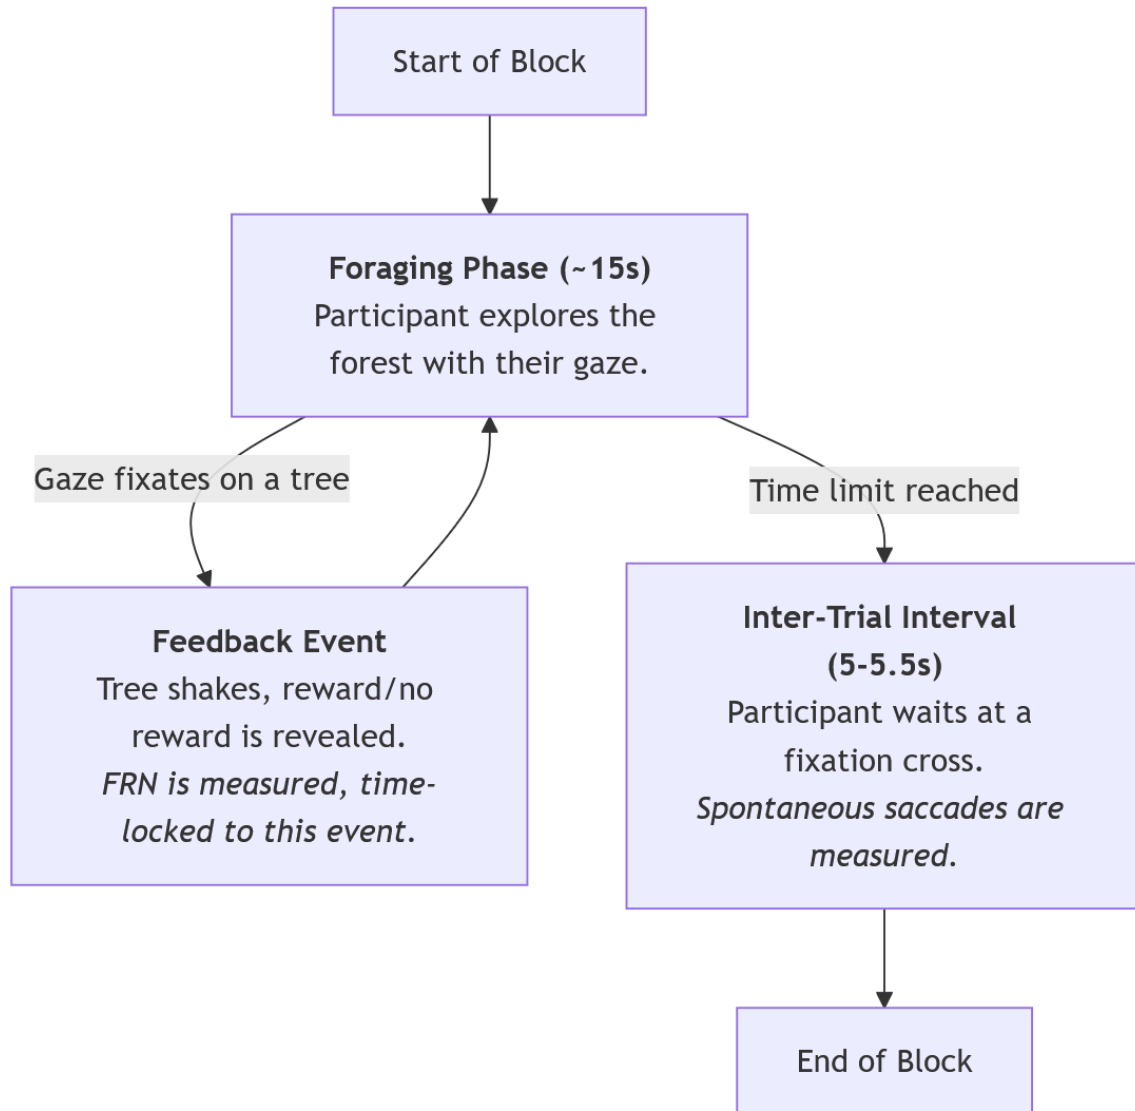 Start of Block
Foraging Phase (~15s)
Participant explores the
forest with their gaze.
Gaze fixates on a tree
Time limit reached
Feedback Event
Tree shakes, reward/no
reward is revealed.
FRN is measured, time-
locked to this event.
Inter-Trial Interval
(5-5.5s)
Participant waits at a
fixation cross.
Spontaneous saccades are
measured.
End of Block